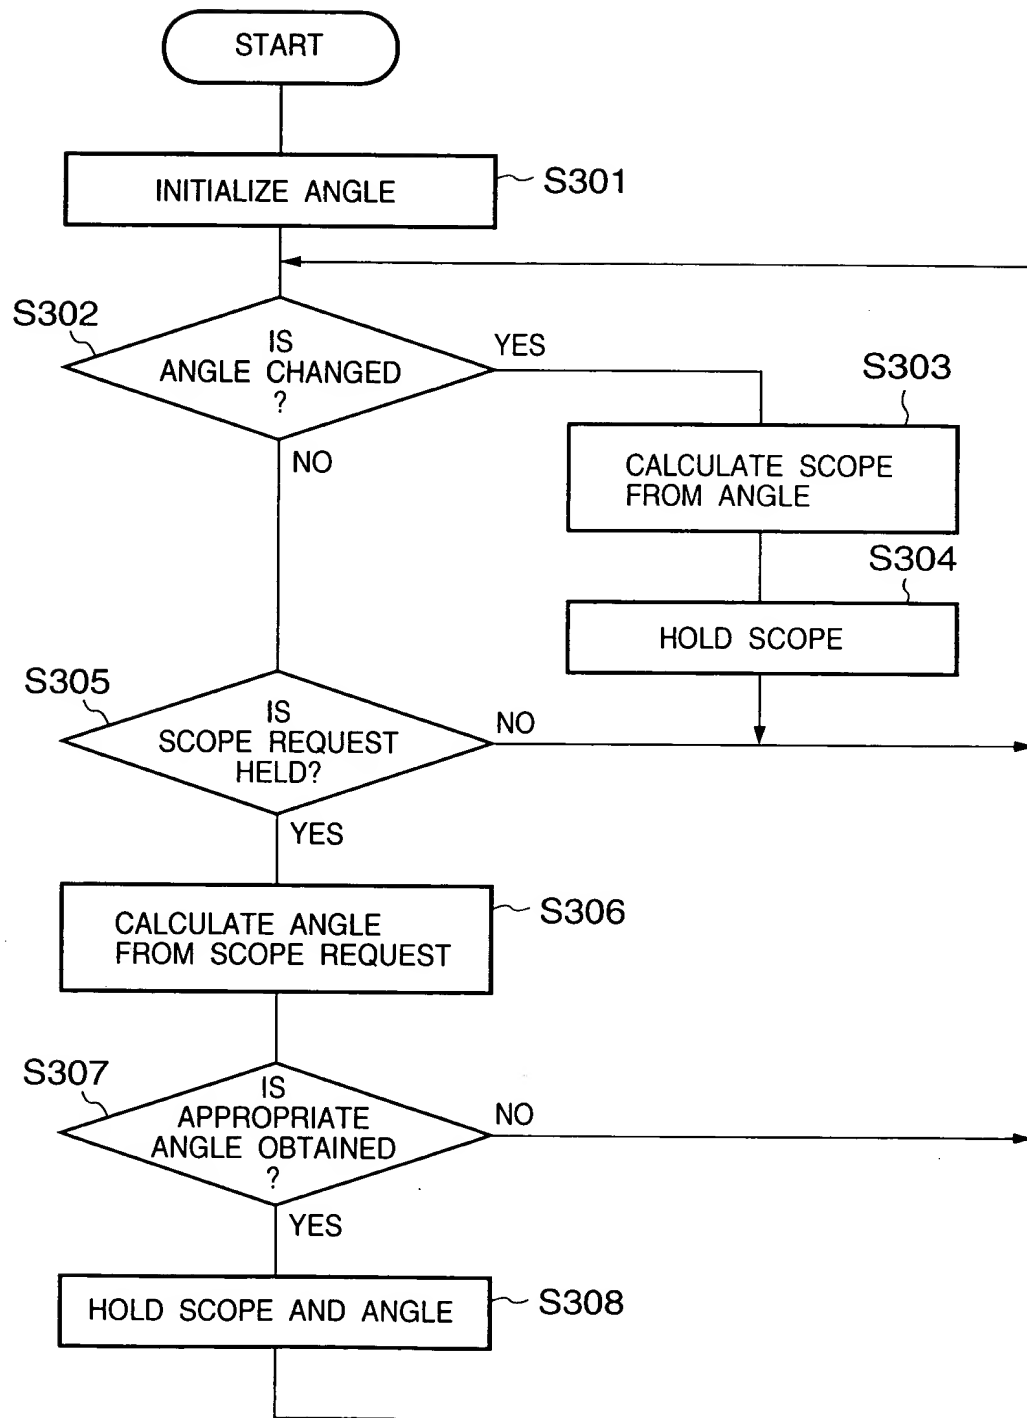 START
INITIALIZE ANGLE
S301
S302
IS
ANGLE CHANGED
?
YES
NO
S303
CALCULATE SCOPE
FROM ANGLE
S304
HOLD SCOPE
S305
IS
SCOPE REQUEST
HELD?
NO
YES
CALCULATE ANGLE
FROM SCOPE REQUEST
S306
S307
IS
APPROPRIATE
ANGLE OBTAINED
?
NO
YES
HOLD SCOPE AND ANGLE
S308